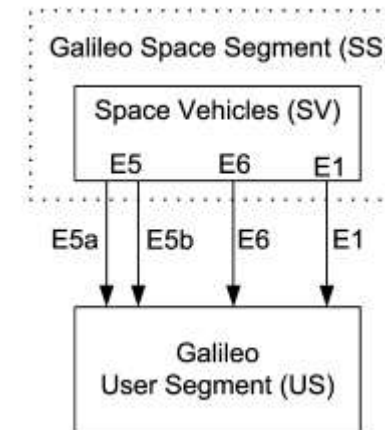 Galileo Space Segment (SS
Space Vehicles (SV)
E5 E6 E1
E5a E5b E6 E1
Galileo
User Segment (US)